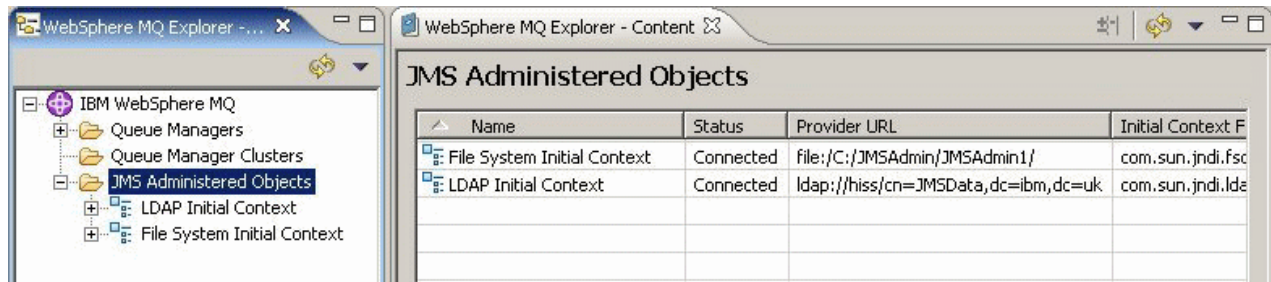 WebSphere MQ Explorer -...
IBM WebSphere MQ
Queue Managers
Queue Manager Clusters
JMS Administered Objects
LDAP Initial Context
File System Initial Context
WebSphere MQ Explorer - Content
JMS Administered Objects
Name Status Provider URL Initial Context F
File System Initial Context Connected file:/C:/JMSAdmin/JMSAdmin1/ com.sun.jndi.fsc
LDAP Initial Context Connected ldap://hiss/cn=JMSData,dc=ibm,dc=uk com.sun.jndi.lda